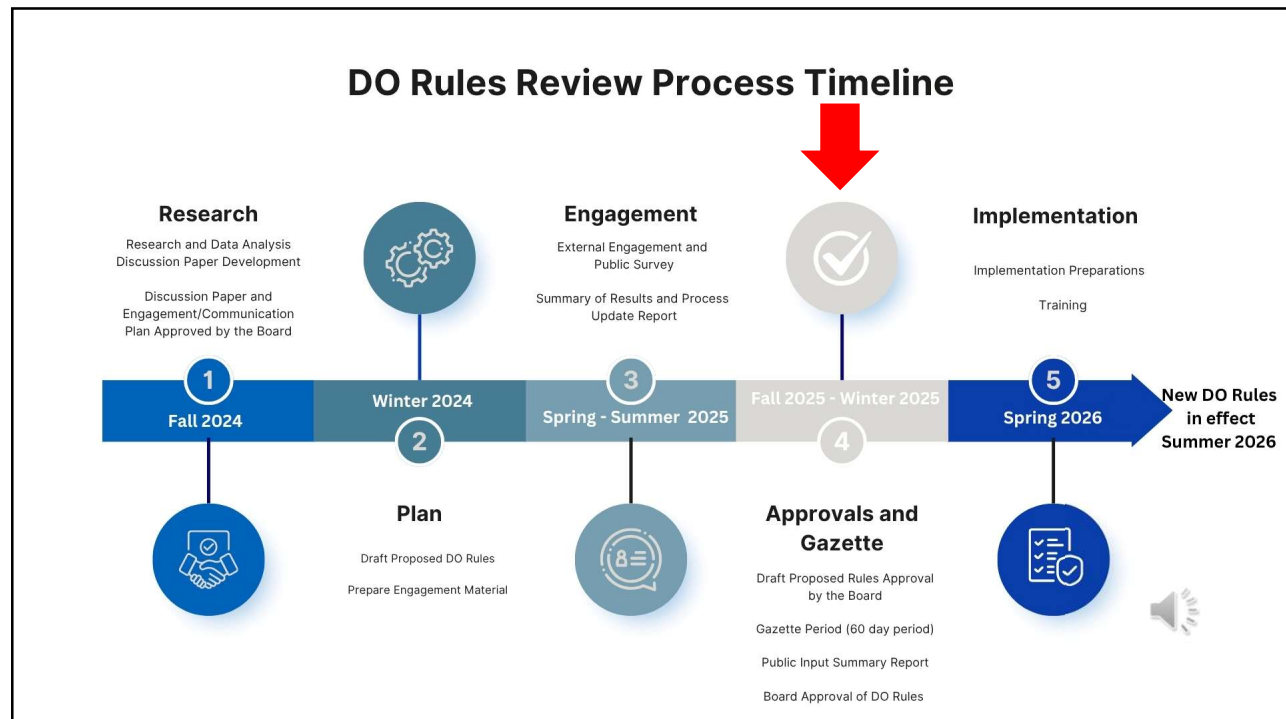 DO Rules Review Process Timeline
Research
Research and Data Analysis
Discussion Paper Development
Discussion Paper and
Engagement/Communication
Plan Approved by the Board
1
Fall 2024
Winter 2024
2
Plan
Draft Proposed DO Rules
Prepare Engagement Material
Engagement
External Engagement and
Public Survey
Summary of Results and Process
Update Report
3
Spring - Summer 2025
Fall 2025 - Winter 2025
4
Approvals and
Gazette
Draft Proposed Rules Approval
by the Board
Gazette Period (60 day period)
Public Input Summary Report
Board Approval of DO Rules
Implementation
Implementation Preparations
Training
5
Spring 2026
New DO Rules
in effect
Summer 2026